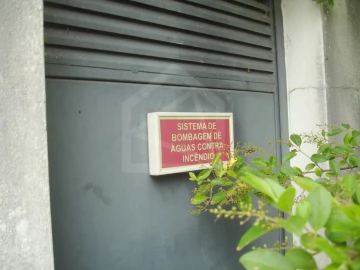 SISTEMA DE
BOMBAGEM DE
ÁGUAS CONTRA
INCÊNDIO